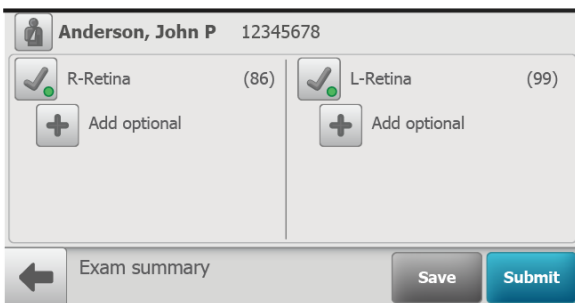 Anderson, John P 12345678
R-Retina (86)
Add optional
L-Retina (99)
Add optional
Exam summary
Save
Submit